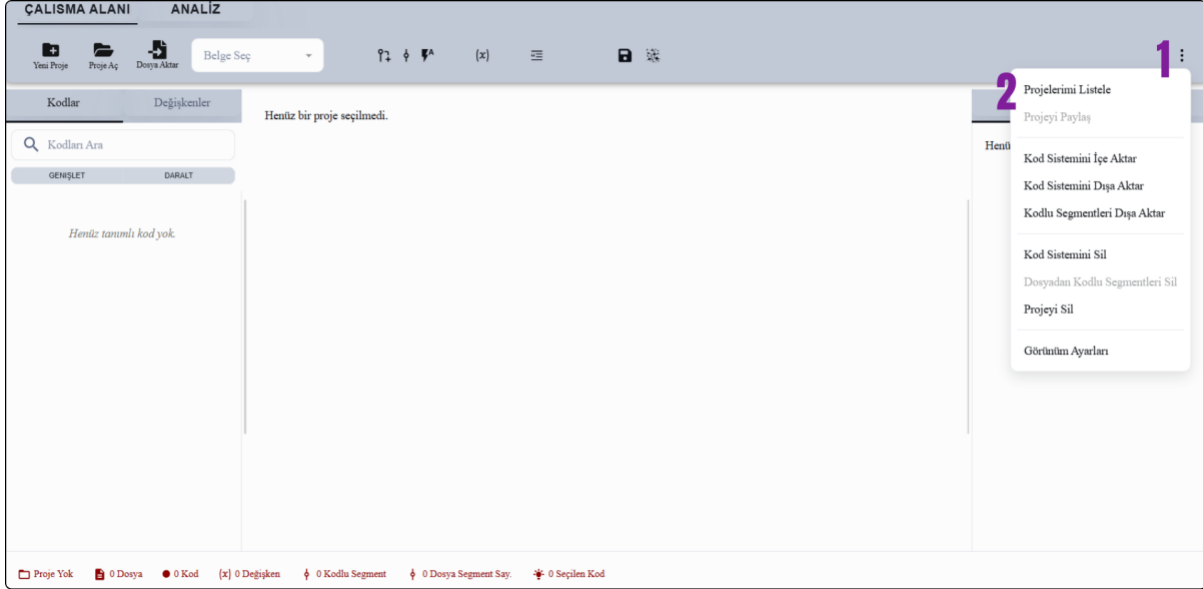 ÇALISMA ALANI ANALİZ
Yeni Proje Proje Aç Dosya Aktar Belge Seç A {x} 1
2
Kodlar Değişkenler
Henüz bir proje seçilmedi.
Kodları Ara
GENİŞLET DARALT
Henüz tanımlı kod yok.
Henü
Projelerimi Listele
Projeyi Paylaş
Kod Sistemini İçe Aktar
Kod Sistemini Dışa Aktar
Kodlu Segmentleri Dışa Aktar
Kod Sistemini Sil
Dosyadan Kodlu Segmentleri Sil
Projeyi Sil
Görünüm Ayarları
Proje Yok 0 Dosya 0 Kod {x} 0 Değişken 0 Kodlu Segment 0 Dosya Segment Say. 0 Seçilen Kod